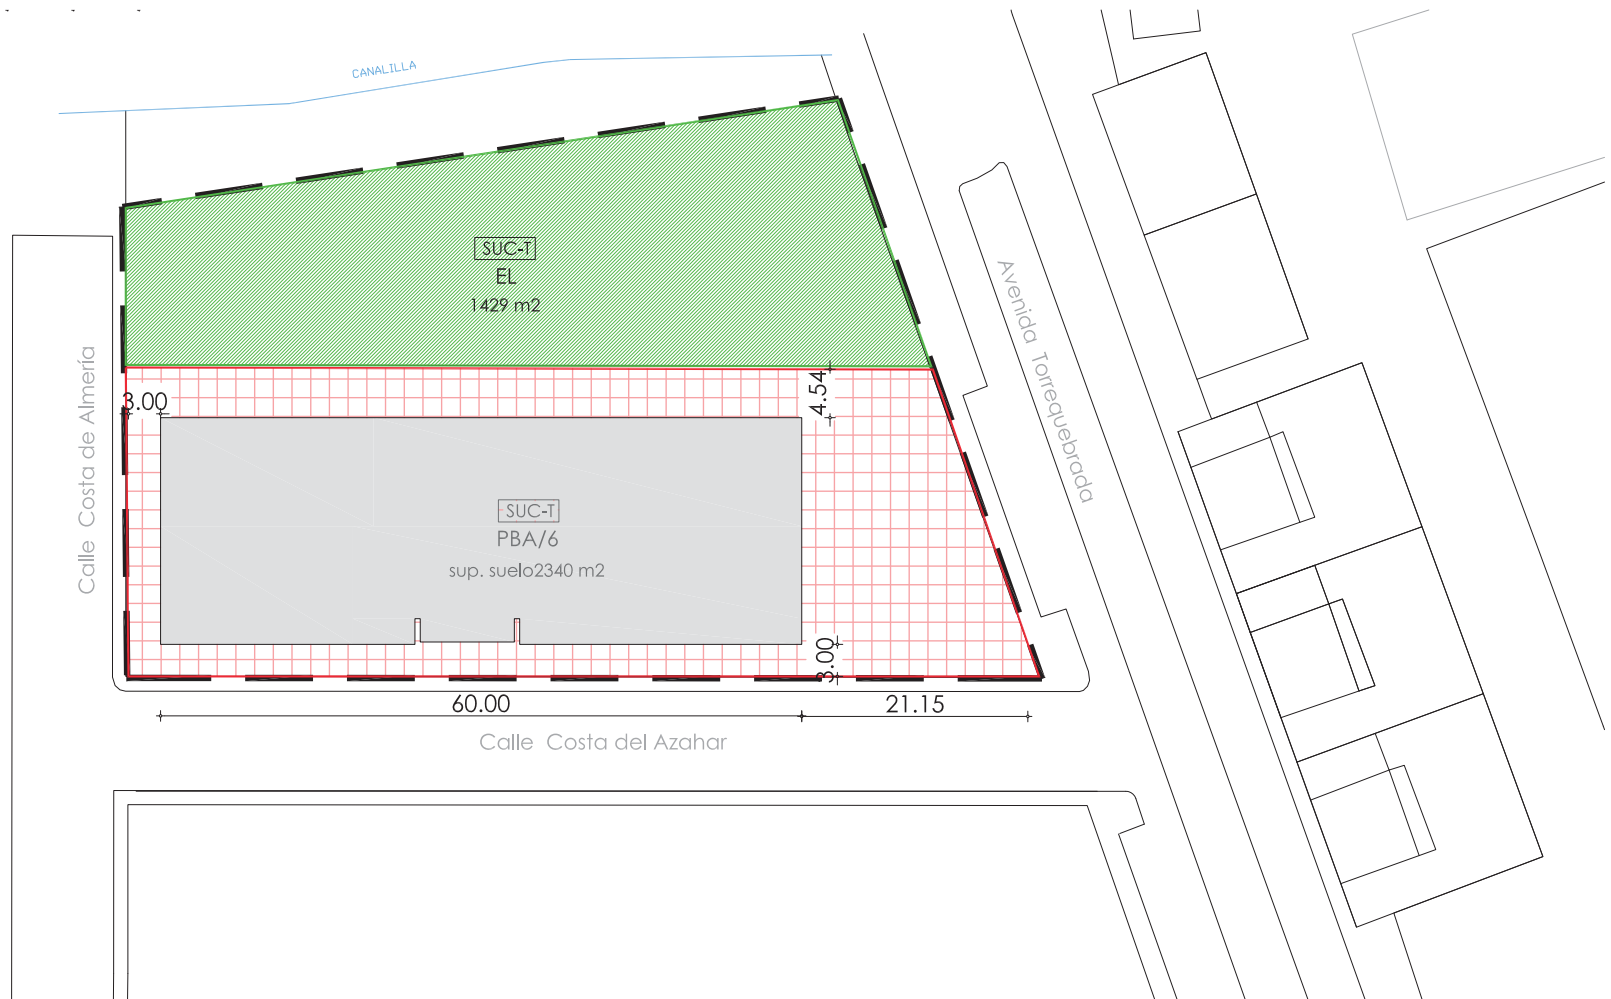 CANALILLA
SUC-T
EL
1429 m2
Avenida Torrequebrada
Calle Costa de Almería
3.00
4.54
SUC-T
PBA/6
sup. suelo2340 m2
3.00
60.00
21.15
Calle Costa del Azahar